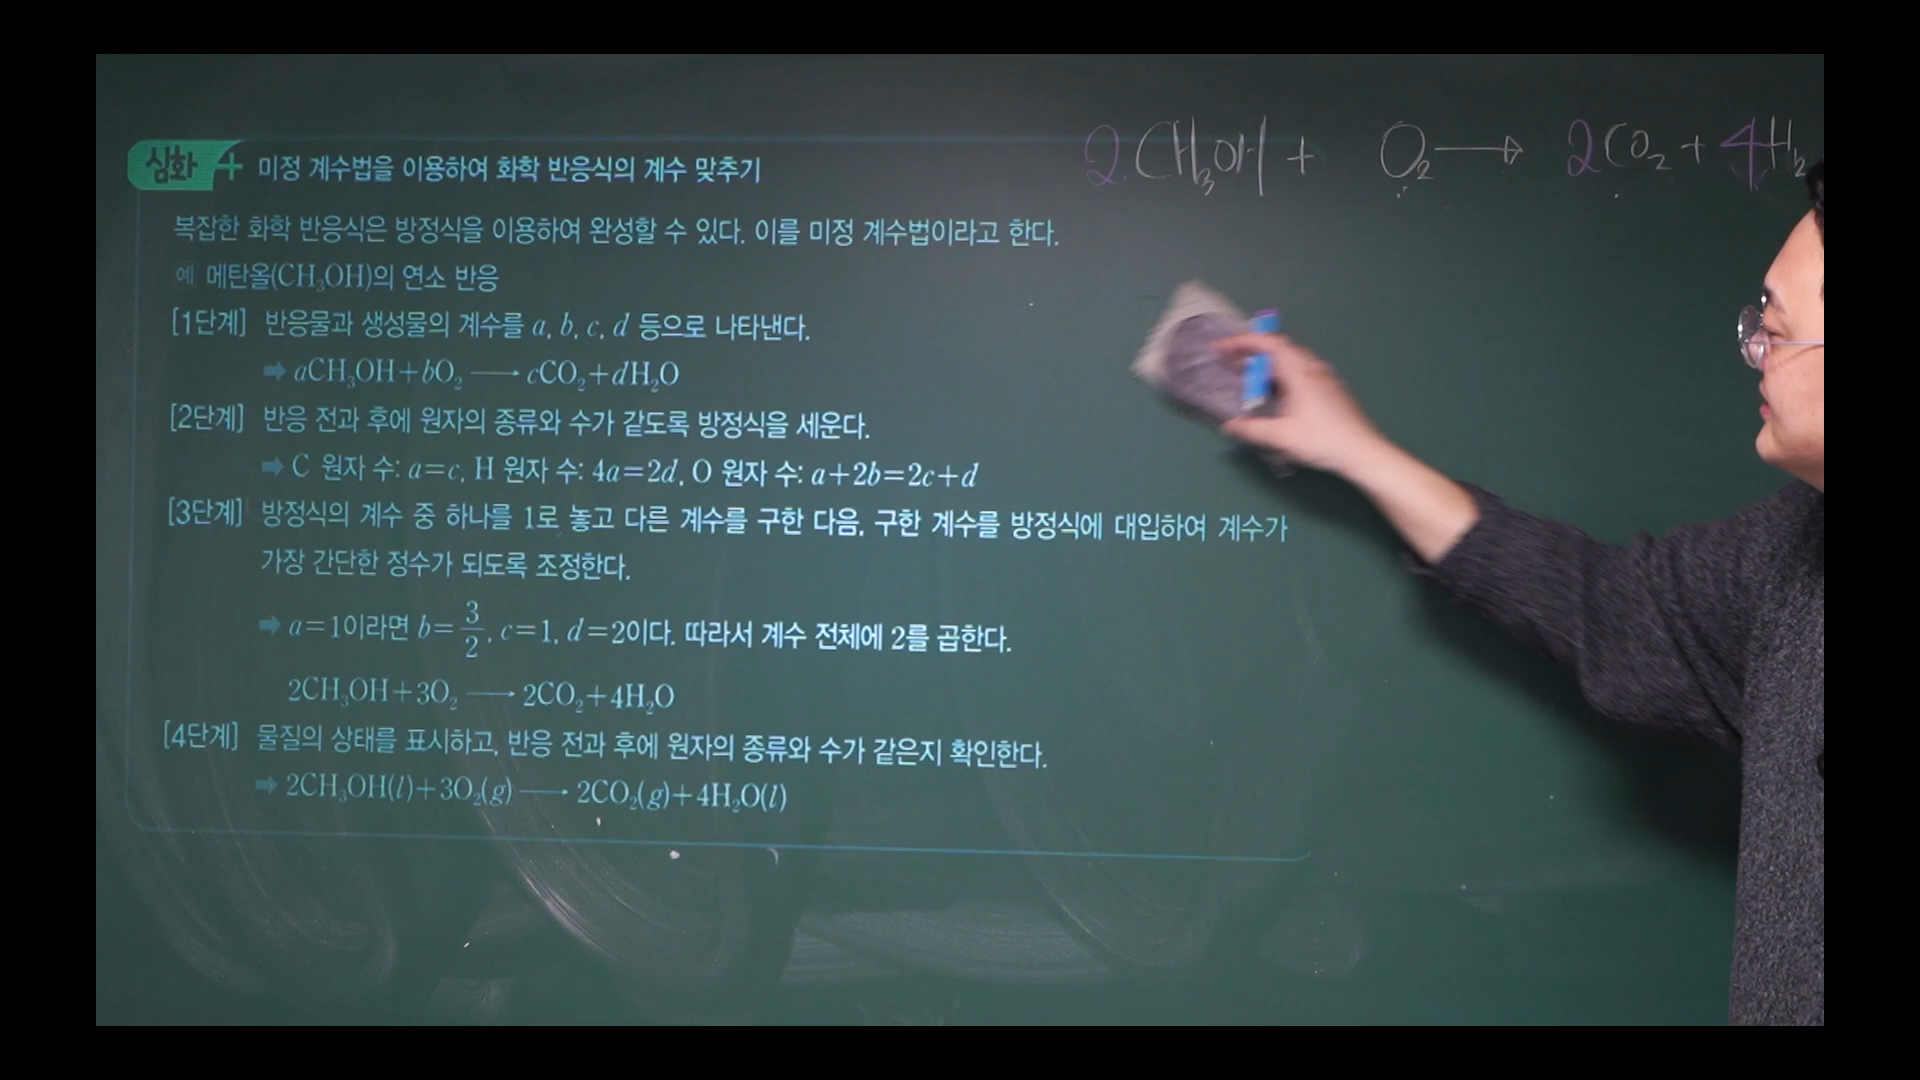 심화 + 미정 계수법을 이용하여 화학 반응식의 계수 맞추기
2 CH₃OH + O₂ → 2CO₂ + 4H₂
복잡한 화학 반응식은 방정식을 이용하여 완성할 수 있다. 이를 미정 계수법이라고 한다.
예 메탄올(CH₃OH)의 연소 반응
[1단계] 반응물과 생성물의 계수를 a, b, c, d 등으로 나타낸다.
➡ aCH₃OH+bO₂ ⟶ cCO₂+dH₂O
[2단계] 반응 전과 후에 원자의 종류와 수가 같도록 방정식을 세운다.
➡ C 원자 수: a=c, H 원자 수: 4a=2d, O 원자 수: a+2b=2c+d
[3단계] 방정식의 계수 중 하나를 1로 놓고 다른 계수를 구한 다음, 구한 계수를 방정식에 대입하여 계수가
가장 간단한 정수가 되도록 조정한다.
➡ a=1이라면 b=3/2, c=1, d=2이다. 따라서 계수 전체에 2를 곱한다.
2CH₃OH+3O₂ ⟶ 2CO₂+4H₂O
[4단계] 물질의 상태를 표시하고, 반응 전과 후에 원자의 종류와 수가 같은지 확인한다.
➡ 2CH₃OH(l)+3O₂(g) ⟶ 2CO₂(g)+4H₂O(l)